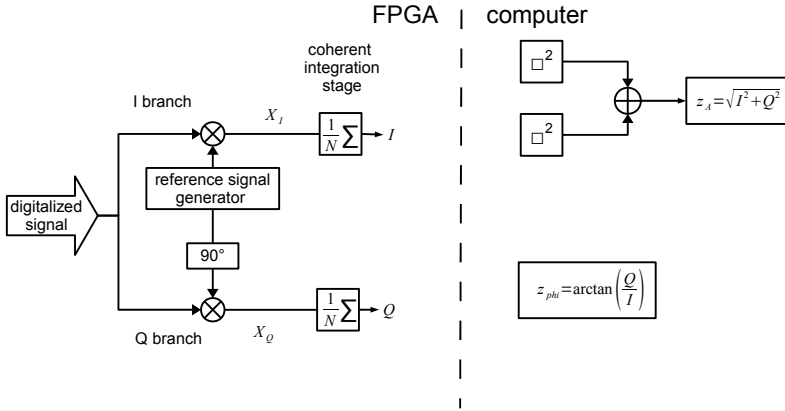 FPGA
computer
coherent
integration
stage
I branch
X_I
1/N ∑
I
reference signal
generator
digitalized
signal
90°
Q branch
X_Q
1/N ∑
Q
□²
□²
z_A=√(I²+Q²)
z_phi=arctan(Q/I)